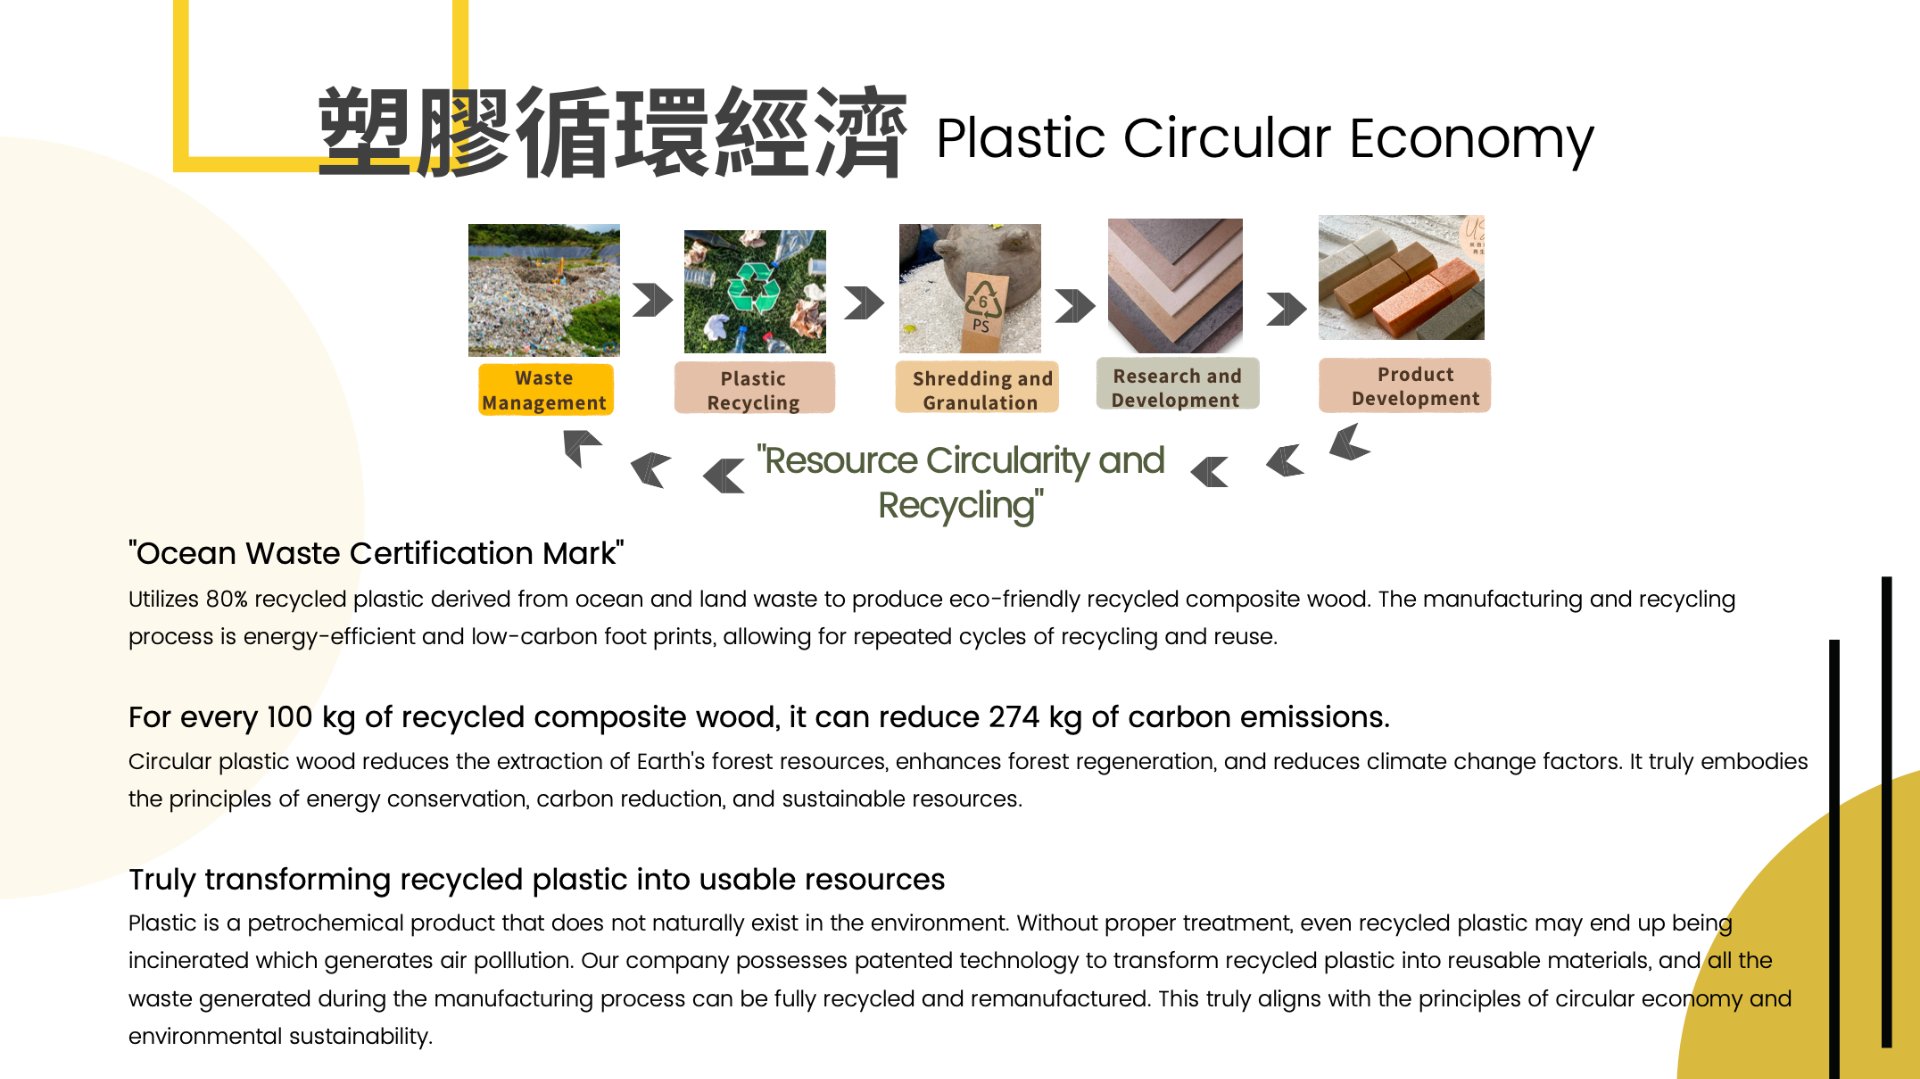 塑膠循環經濟 Plastic Circular Economy
6
PS
Waste
Management
Plastic
Recycling
Shredding and
Granulation
Research and
Development
Product
Development
"Resource Circularity and
Recycling"
"Ocean Waste Certification Mark"
Utilizes 80% recycled plastic derived from ocean and land waste to produce eco-friendly recycled composite wood. The manufacturing and recycling
process is energy-efficient and low-carbon foot prints, allowing for repeated cycles of recycling and reuse.
For every 100 kg of recycled composite wood, it can reduce 274 kg of carbon emissions.
Circular plastic wood reduces the extraction of Earth's forest resources, enhances forest regeneration, and reduces climate change factors. It truly embodies
the principles of energy conservation, carbon reduction, and sustainable resources.
Truly transforming recycled plastic into usable resources
Plastic is a petrochemical product that does not naturally exist in the environment. Without proper treatment, even recycled plastic may end up being
incinerated which generates air polllution. Our company possesses patented technology to transform recycled plastic into reusable materials, and all the
waste generated during the manufacturing process can be fully recycled and remanufactured. This truly aligns with the principles of circular economy and
environmental sustainability.